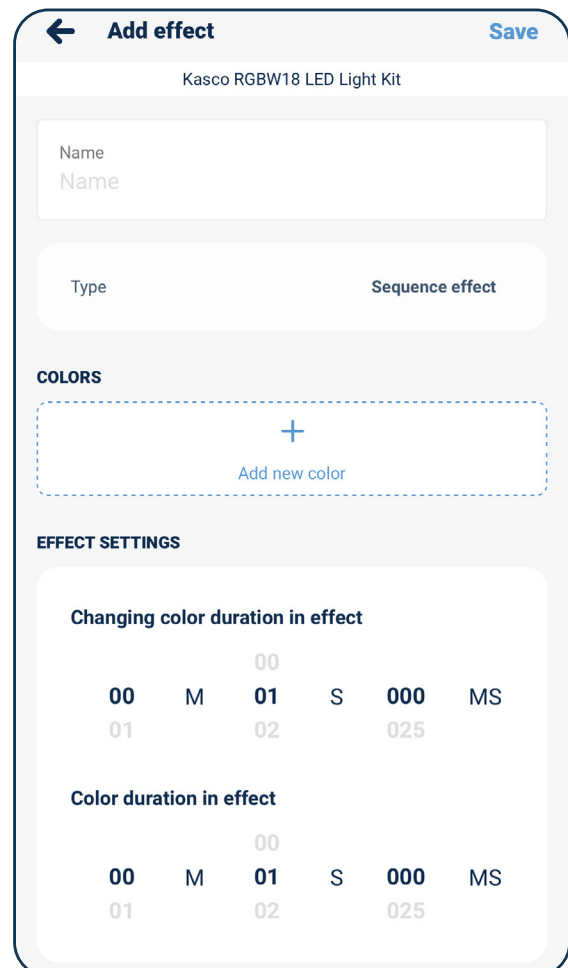 Add effect Save
Kasco RGBW18 LED Light Kit
Name
Name
Type Sequence effect
COLORS
+
Add new color
EFFECT SETTINGS
Changing color duration in effect
00
00 M 01 S 000 MS
01 02 025
Color duration in effect
00
00 M 01 S 000 MS
01 02 025